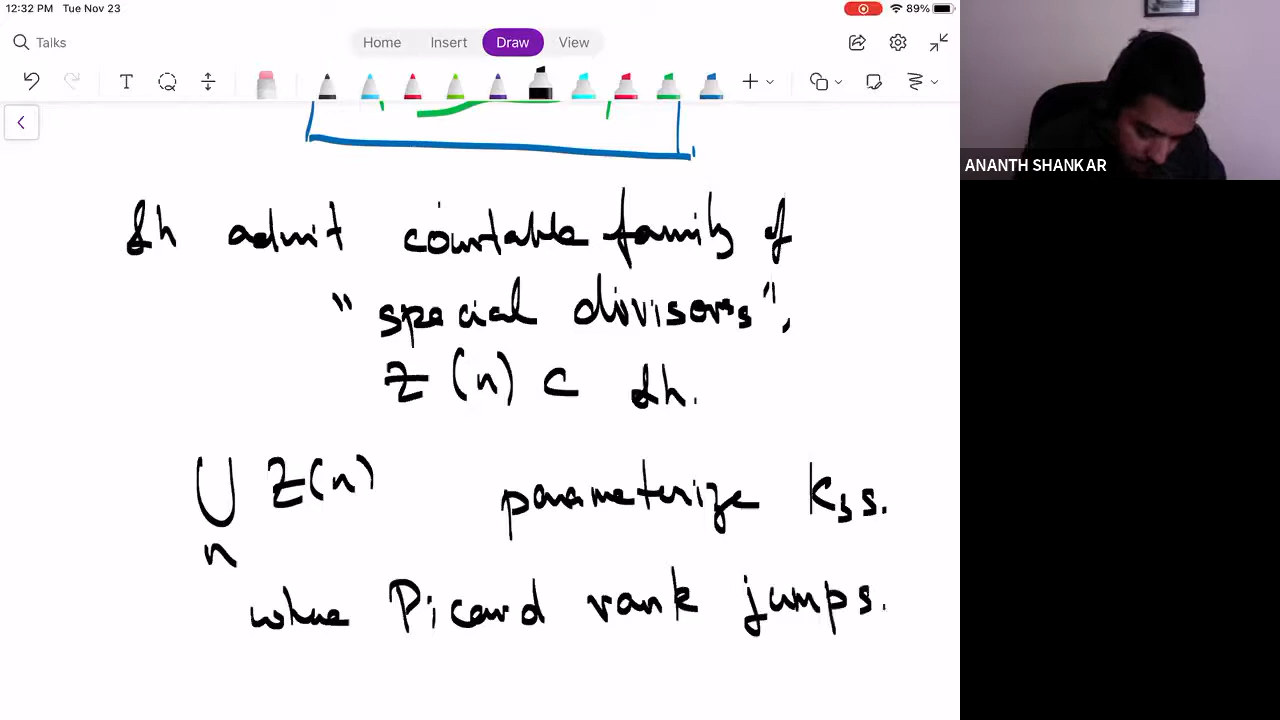 12:32 PM Tue Nov 23
89%
Talks
Home Insert Draw View
T
ANANTH SHANKAR
Sh admit countable family of
"special divisors".
Z(n) ⊂ Sh.
⋃ Z(n) parameterize K3s.
n
where Picard rank jumps.